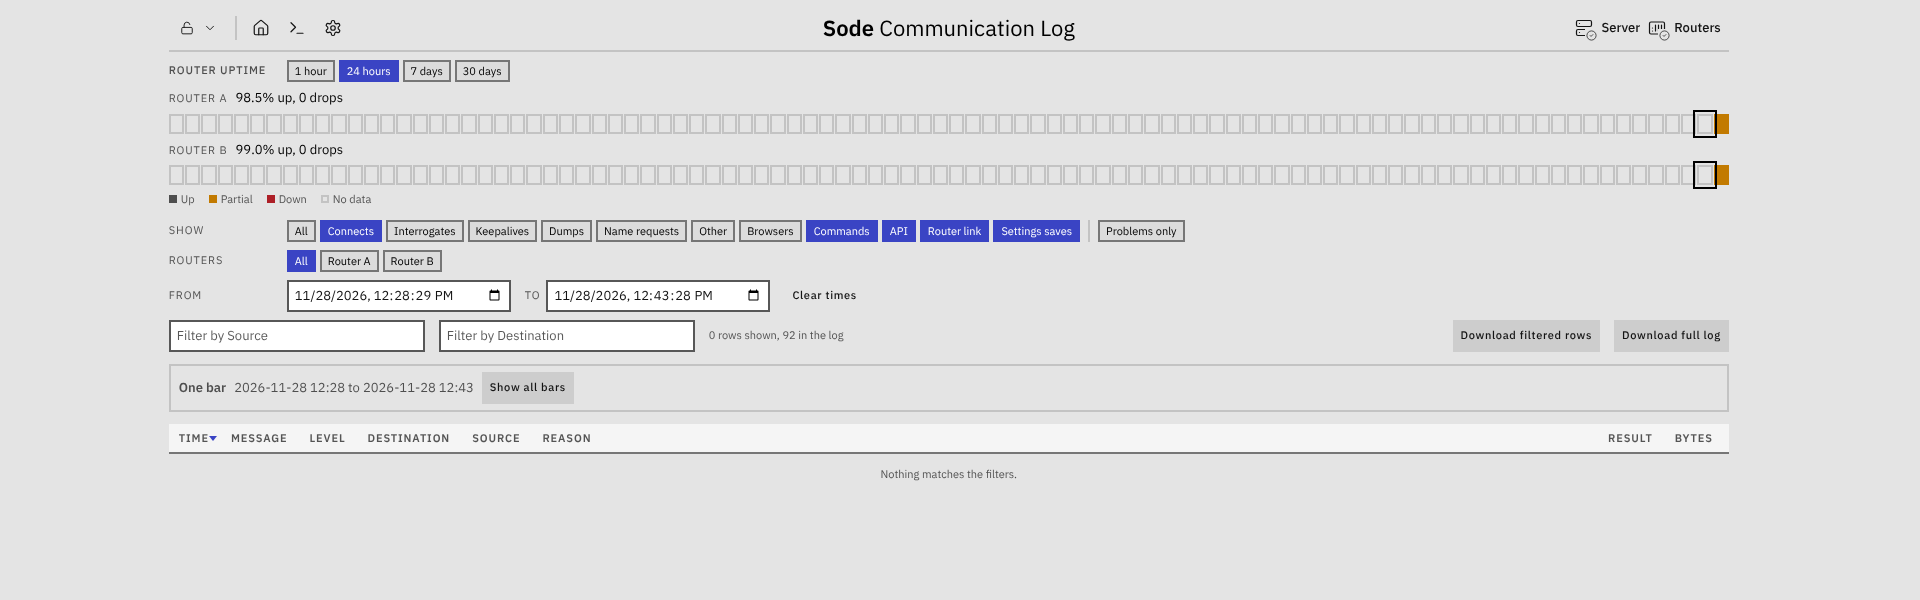 Sode Communication Log
Server Routers
ROUTER UPTIME 1 hour 24 hours 7 days 30 days
ROUTER A 98.5% up, 0 drops
ROUTER B 99.0% up, 0 drops
Up Partial Down No data
SHOW All Connects Interrogates Keepalives Dumps Name requests Other Browsers Commands API Router link Settings saves Problems only
ROUTERS All Router A Router B
FROM 11/28/2026, 12:28:29 PM TO 11/28/2026, 12:43:28 PM Clear times
Filter by Source Filter by Destination 0 rows shown, 92 in the log Download filtered rows Download full log
One bar 2026-11-28 12:28 to 2026-11-28 12:43 Show all bars
TIME MESSAGE LEVEL DESTINATION SOURCE REASON RESULT BYTES
Nothing matches the filters.